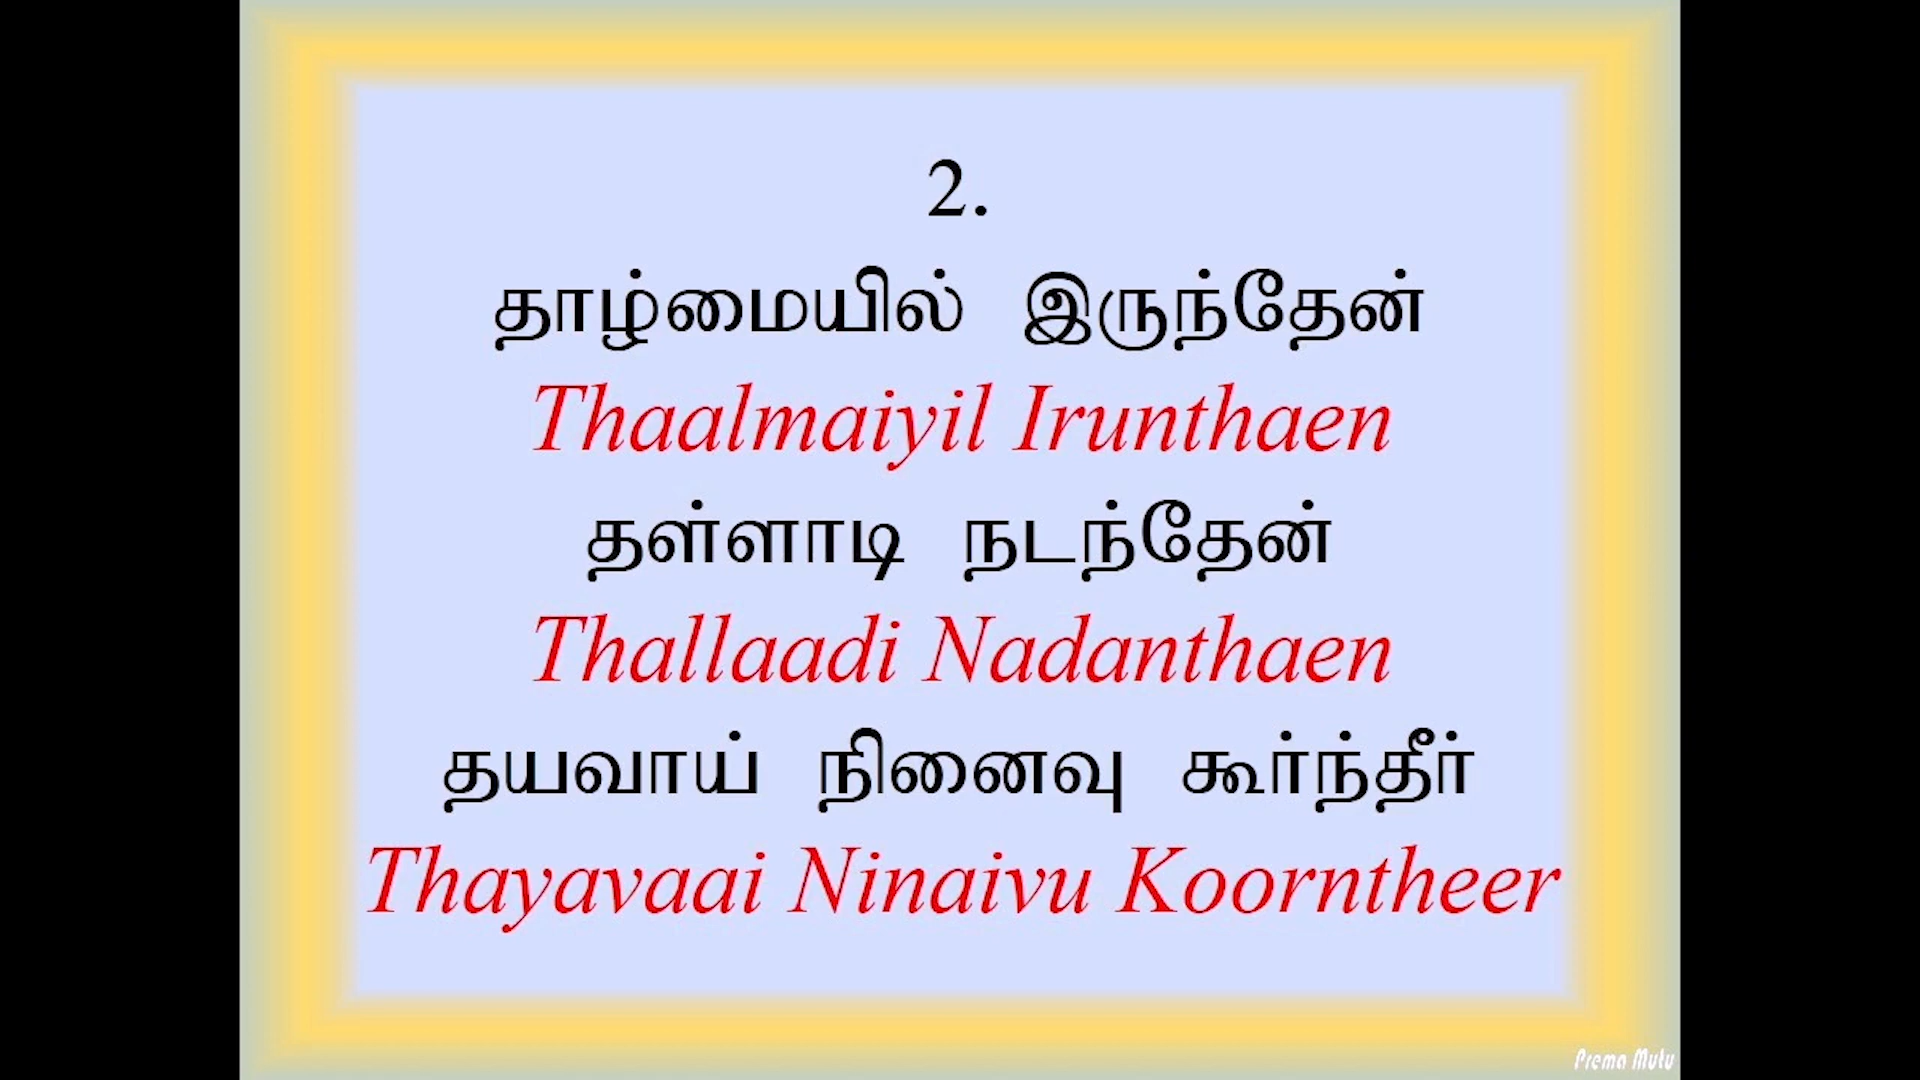 2.
தாழ்மையில் இருந்தேன்
Thaalmaiyil Irunthaen
தள்ளாடி நடந்தேன்
Thallaadi Nadanthaen
தயவாய் நினைவு கூர்ந்தீர்
Thayavaai Ninaivu Koorntheer
Prema Mutu